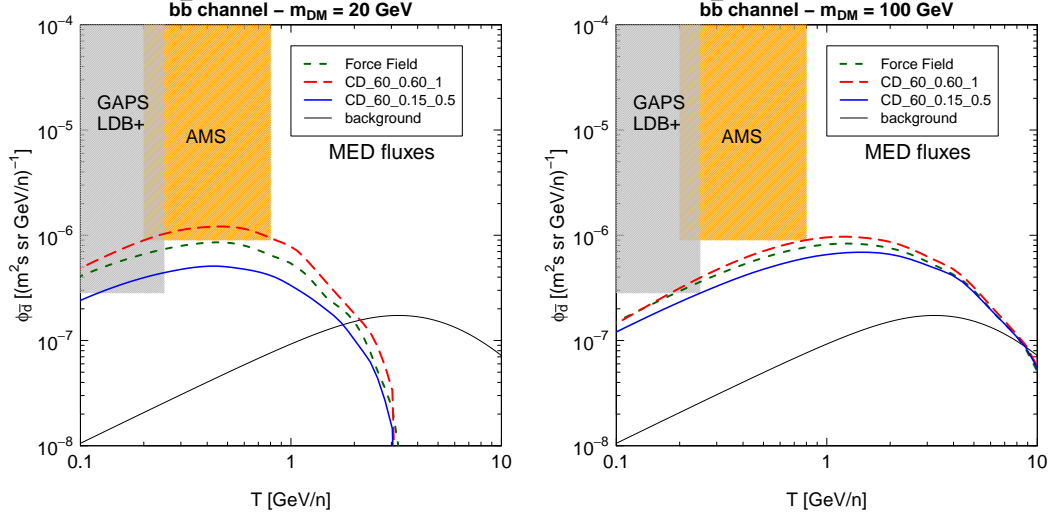 bb̄ channel – mDM = 20 GeV
10−4
10−5
10−6
10−7
10−8
ϕd̄ [(m²s sr GeV/n)−1]
GAPS
LDB+
AMS
Force Field
CD_60_0.60_1
CD_60_0.15_0.5
background
MED fluxes
0.1
1
10
T [GeV/n]
bb̄ channel – mDM = 100 GeV
10−4
10−5
10−6
10−7
10−8
ϕd̄ [(m²s sr GeV/n)−1]
GAPS
LDB+
AMS
Force Field
CD_60_0.60_1
CD_60_0.15_0.5
background
MED fluxes
0.1
1
10
T [GeV/n]